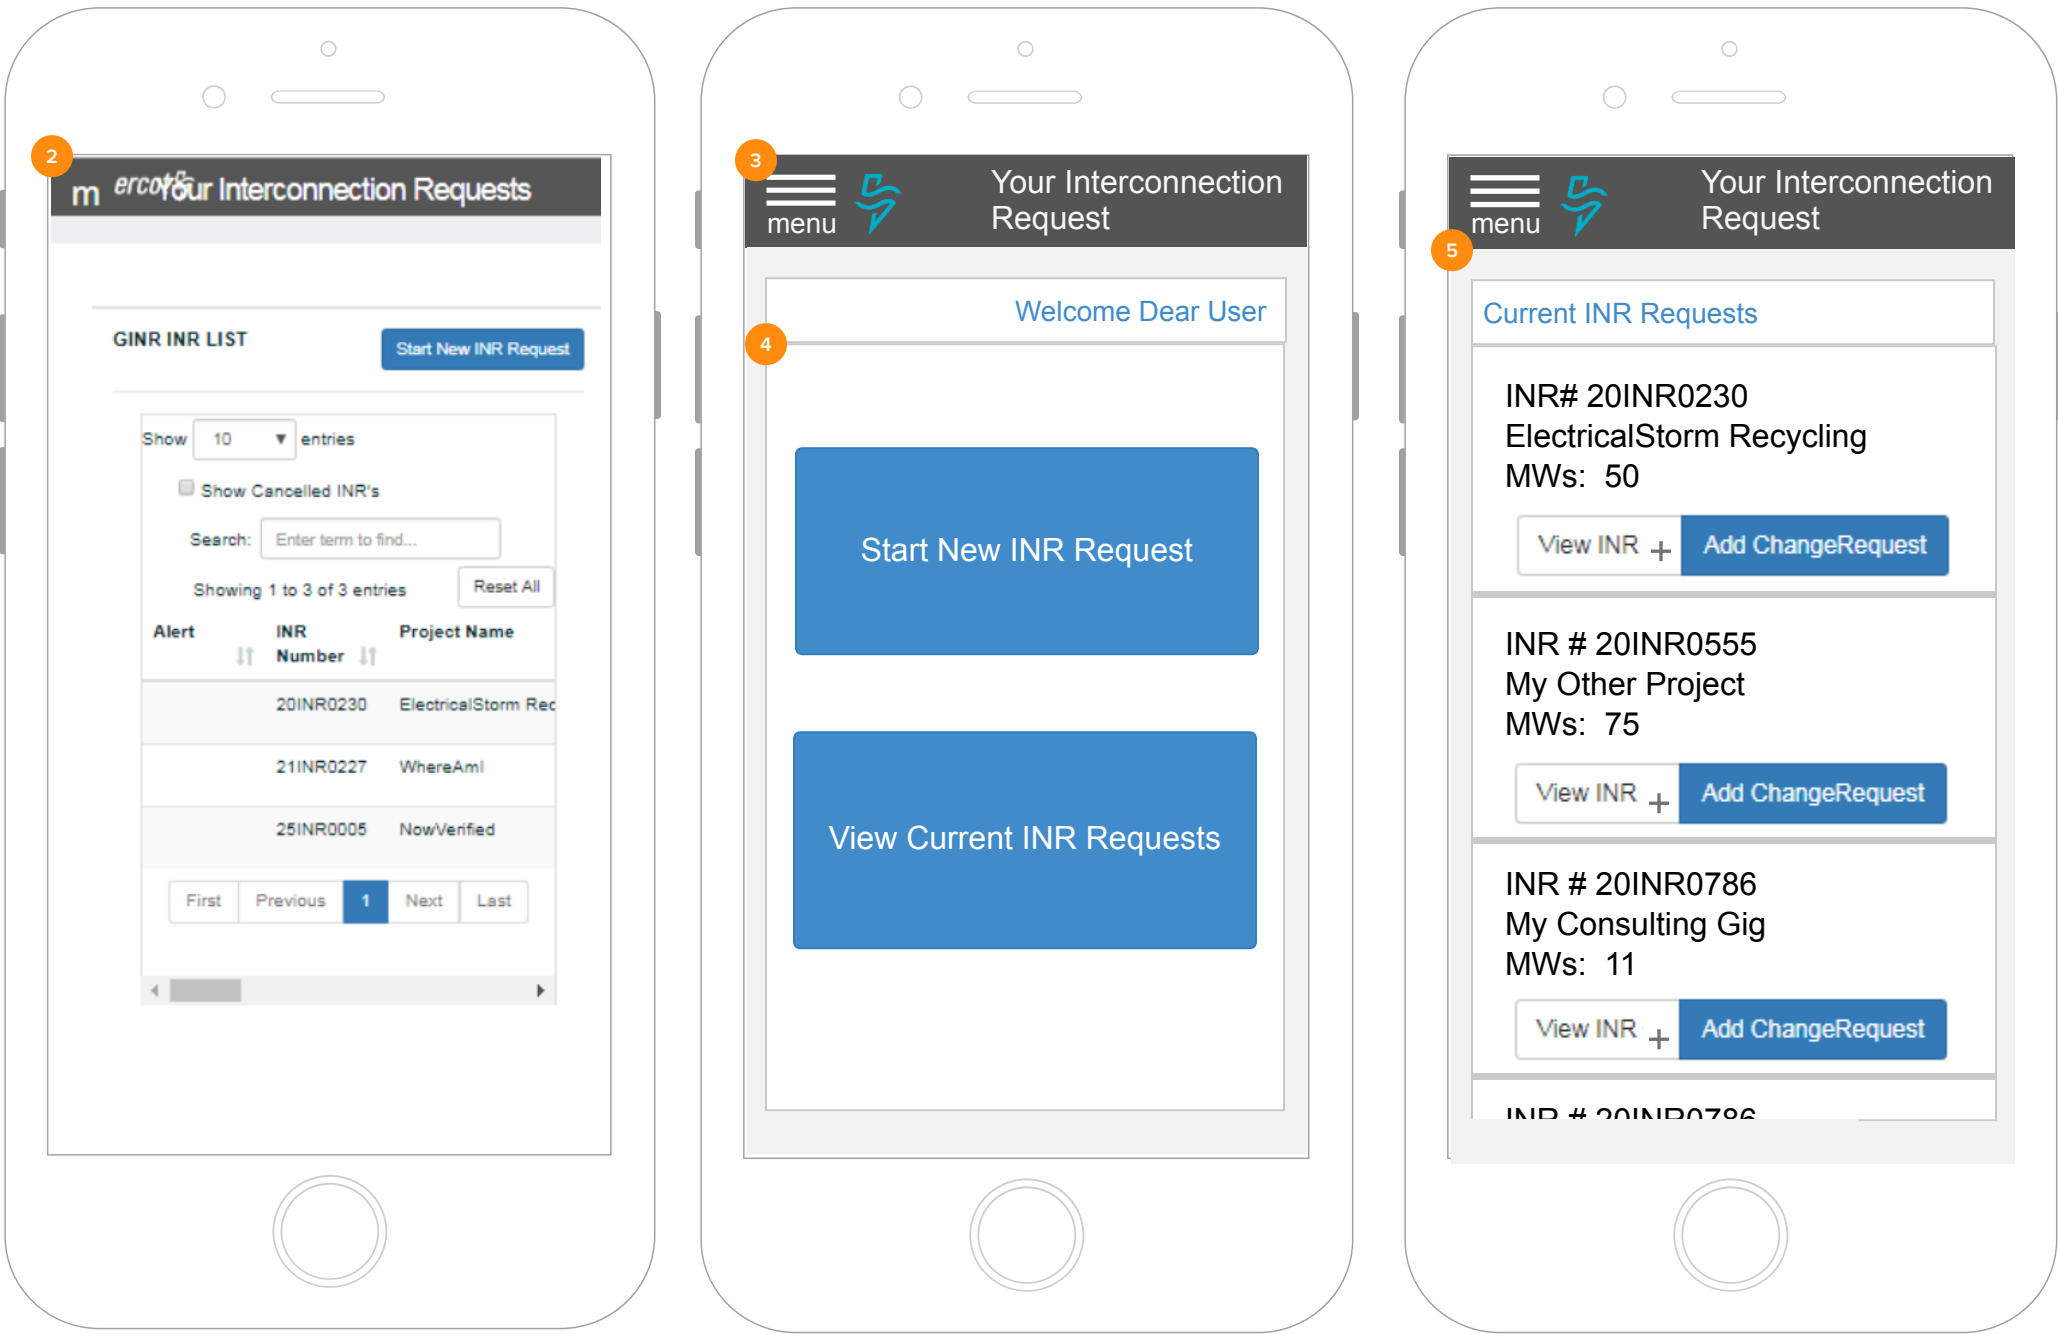 2
m ercot Your Interconnection Requests
GINR INR LIST
Start New INR Request
Show 10 entries
Show Cancelled INR's
Search: Enter term to find...
Showing 1 to 3 of 3 entries
Reset All
Alert INR Number Project Name
20INR0230 ElectricalStorm Rec
21INR0227 WhereAmI
25INR0005 NowVerified
First Previous 1 Next Last
3
menu
Your Interconnection
Request
Welcome Dear User
4
Start New INR Request
View Current INR Requests
menu
Your Interconnection
Request
5
Current INR Requests
INR# 20INR0230
ElectricalStorm Recycling
MWs: 50
View INR + Add ChangeRequest
INR # 20INR0555
My Other Project
MWs: 75
View INR + Add ChangeRequest
INR # 20INR0786
My Consulting Gig
MWs: 11
View INR + Add ChangeRequest
INR # 20INR0786